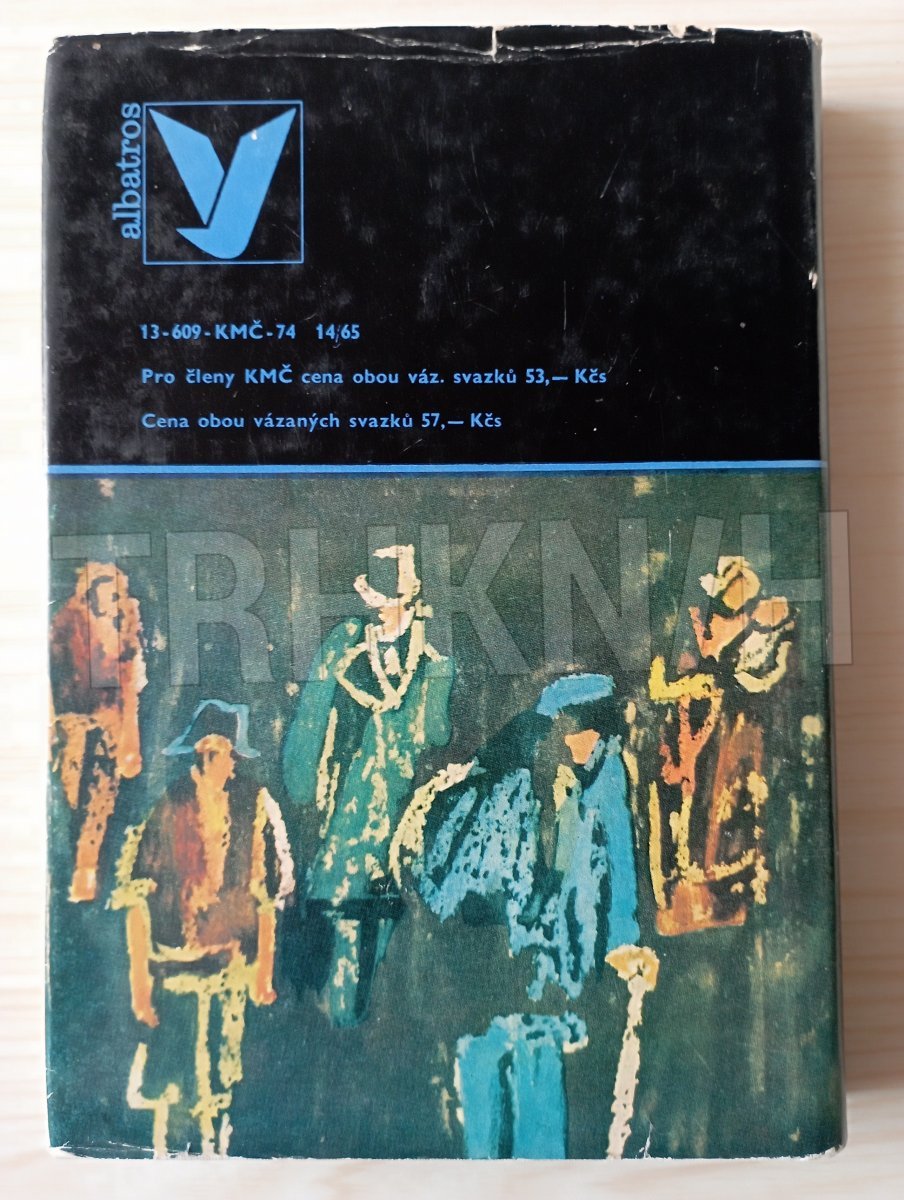 albatros
13-609-KMČ-74 14/65
Pro členy KMČ cena obou váz. svazků 53,— Kčs
Cena obou vázaných svazků 57,— Kčs
TRHKNIH